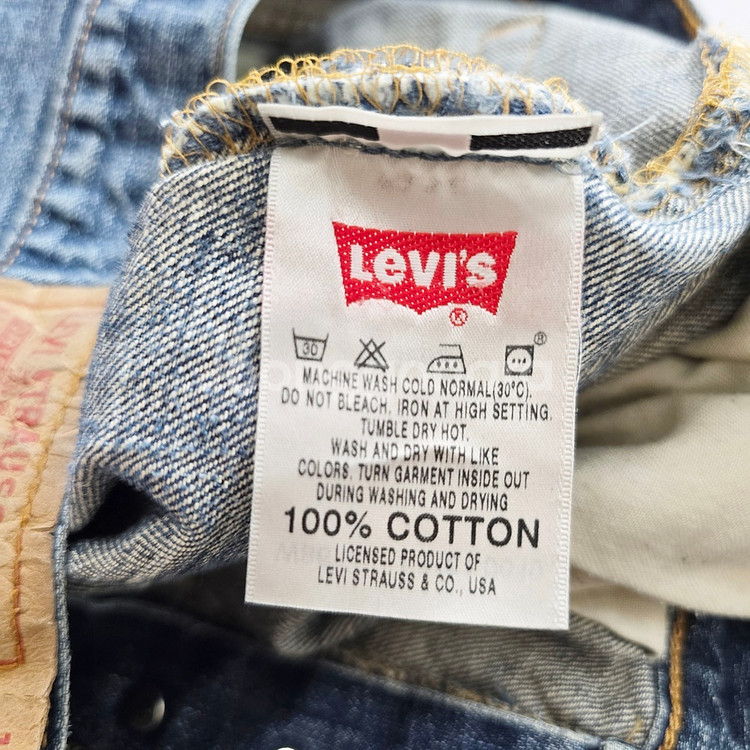 LEVI'S
®
30
®
MACHINE WASH COLD NORMAL(30°C).
DO NOT BLEACH. IRON AT HIGH SETTING.
TUMBLE DRY HOT.
WASH AND DRY WITH LIKE
COLORS. TURN GARMENT INSIDE OUT
DURING WASHING AND DRYING
100% COTTON
LICENSED PRODUCT OF
LEVI STRAUSS & CO., USA